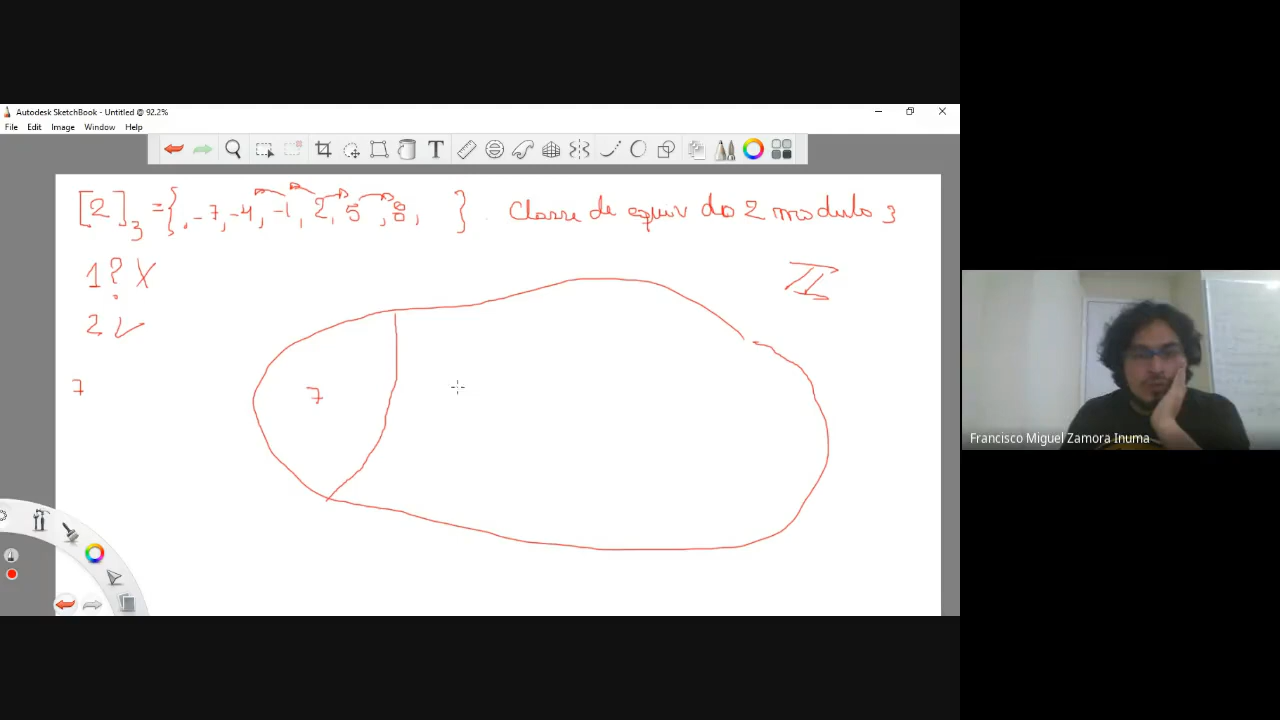 Autodesk SketchBook - Untitled @ 92.2%
File Edit Image Window Help
[2]₃ = {, -7, -4, -1, 2, 5, 8, } Classe de equiv do 2 modulo 3
1? X
ℤ
2 ✓
7
7
Francisco Miguel Zamora Inuma